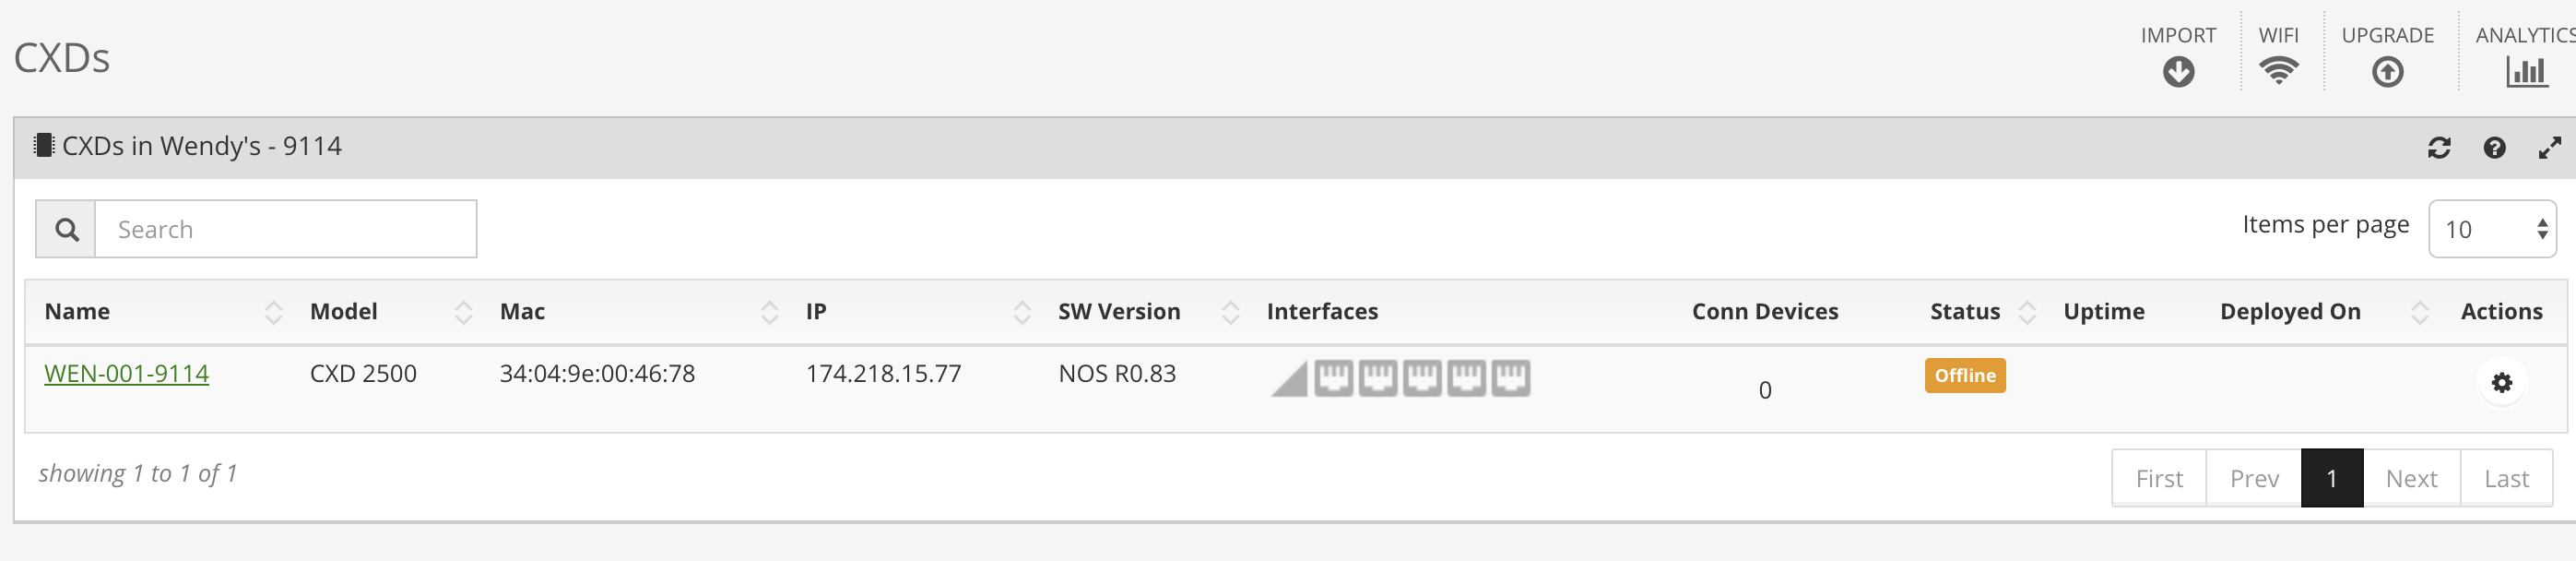 IMPORT WIFI UPGRADE ANALYTICS
CXDs
CXDs in Wendy's - 9114
Search
Items per page 10
Name Model Mac IP SW Version Interfaces Conn Devices Status Uptime Deployed On Actions
WEN-001-9114 CXD 2500 34:04:9e:00:46:78 174.218.15.77 NOS R0.83 0 Offline
showing 1 to 1 of 1
First Prev 1 Next Last